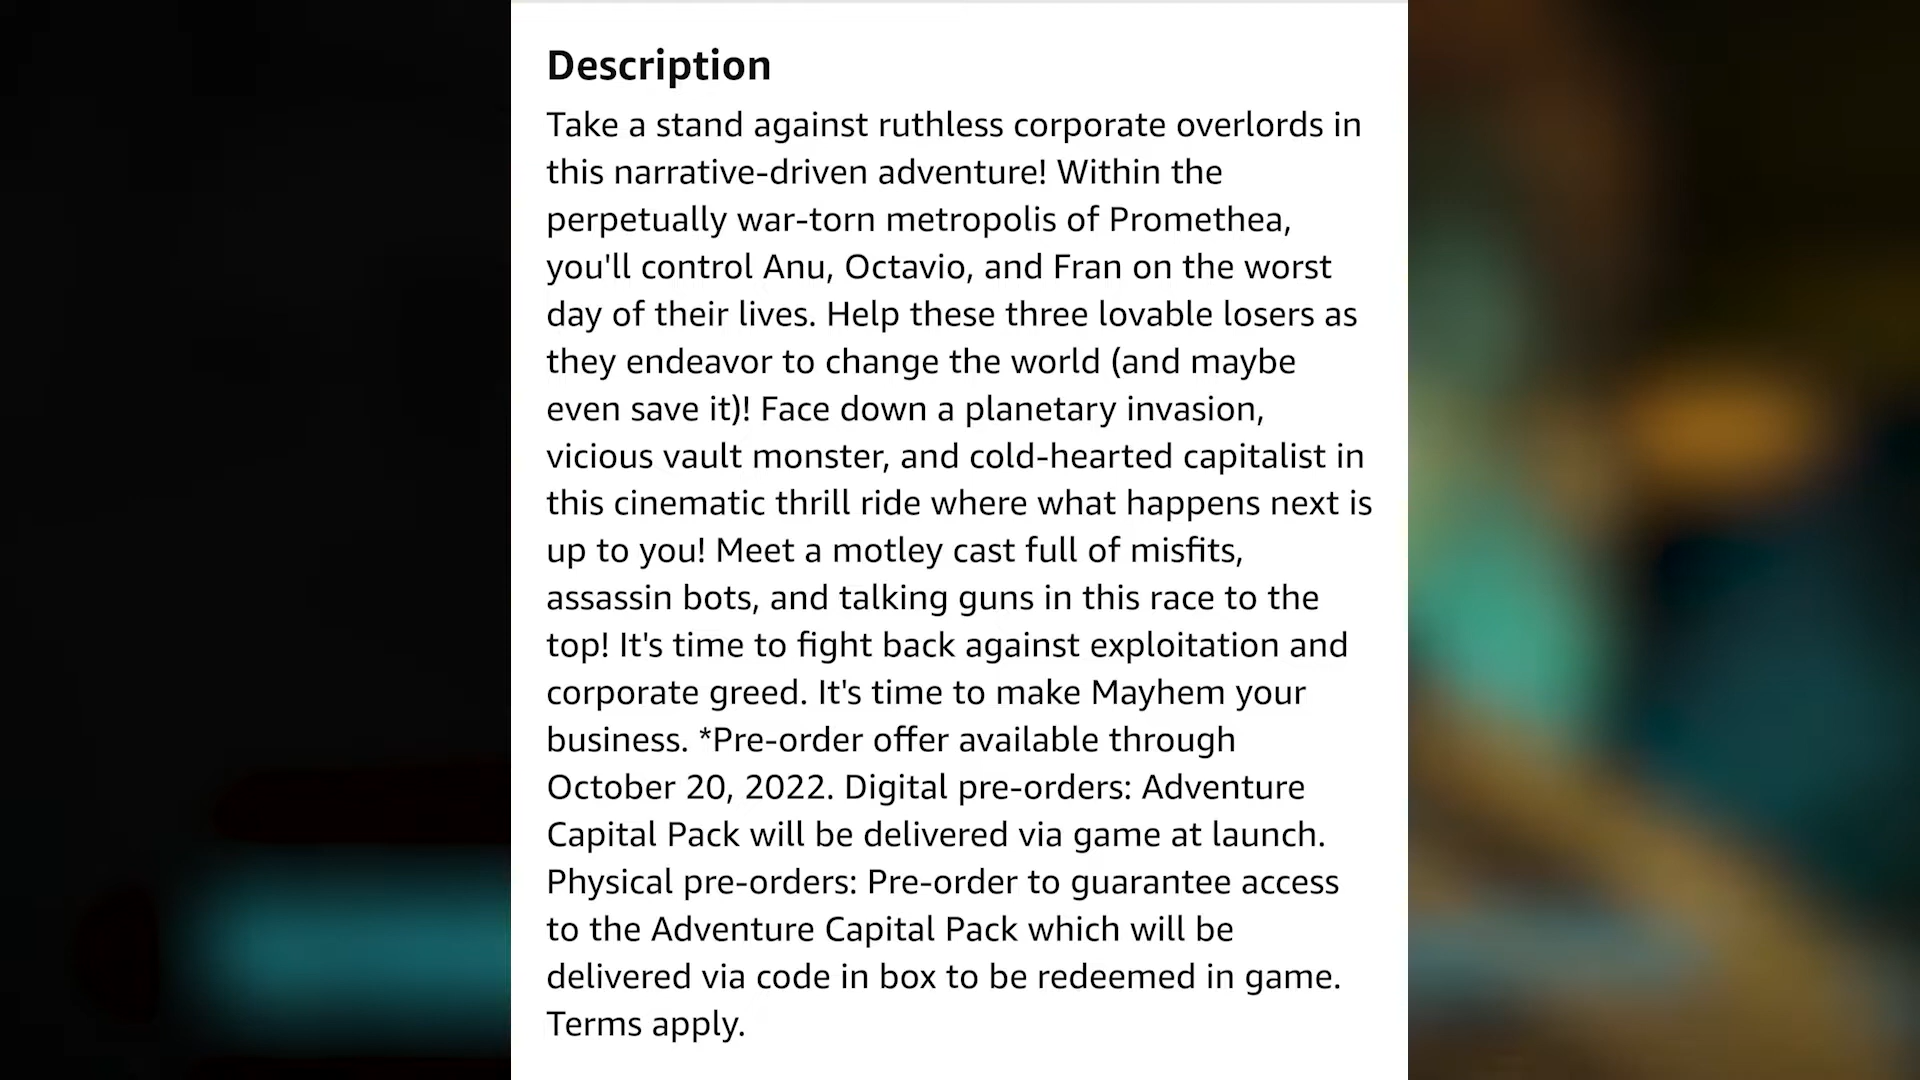 Description
Take a stand against ruthless corporate overlords in
this narrative-driven adventure! Within the
perpetually war-torn metropolis of Promethea,
you'll control Anu, Octavio, and Fran on the worst
day of their lives. Help these three lovable losers as
they endeavor to change the world (and maybe
even save it)! Face down a planetary invasion,
vicious vault monster, and cold-hearted capitalist in
this cinematic thrill ride where what happens next is
up to you! Meet a motley cast full of misfits,
assassin bots, and talking guns in this race to the
top! It's time to fight back against exploitation and
corporate greed. It's time to make Mayhem your
business. *Pre-order offer available through
October 20, 2022. Digital pre-orders: Adventure
Capital Pack will be delivered via game at launch.
Physical pre-orders: Pre-order to guarantee access
to the Adventure Capital Pack which will be
delivered via code in box to be redeemed in game.
Terms apply.